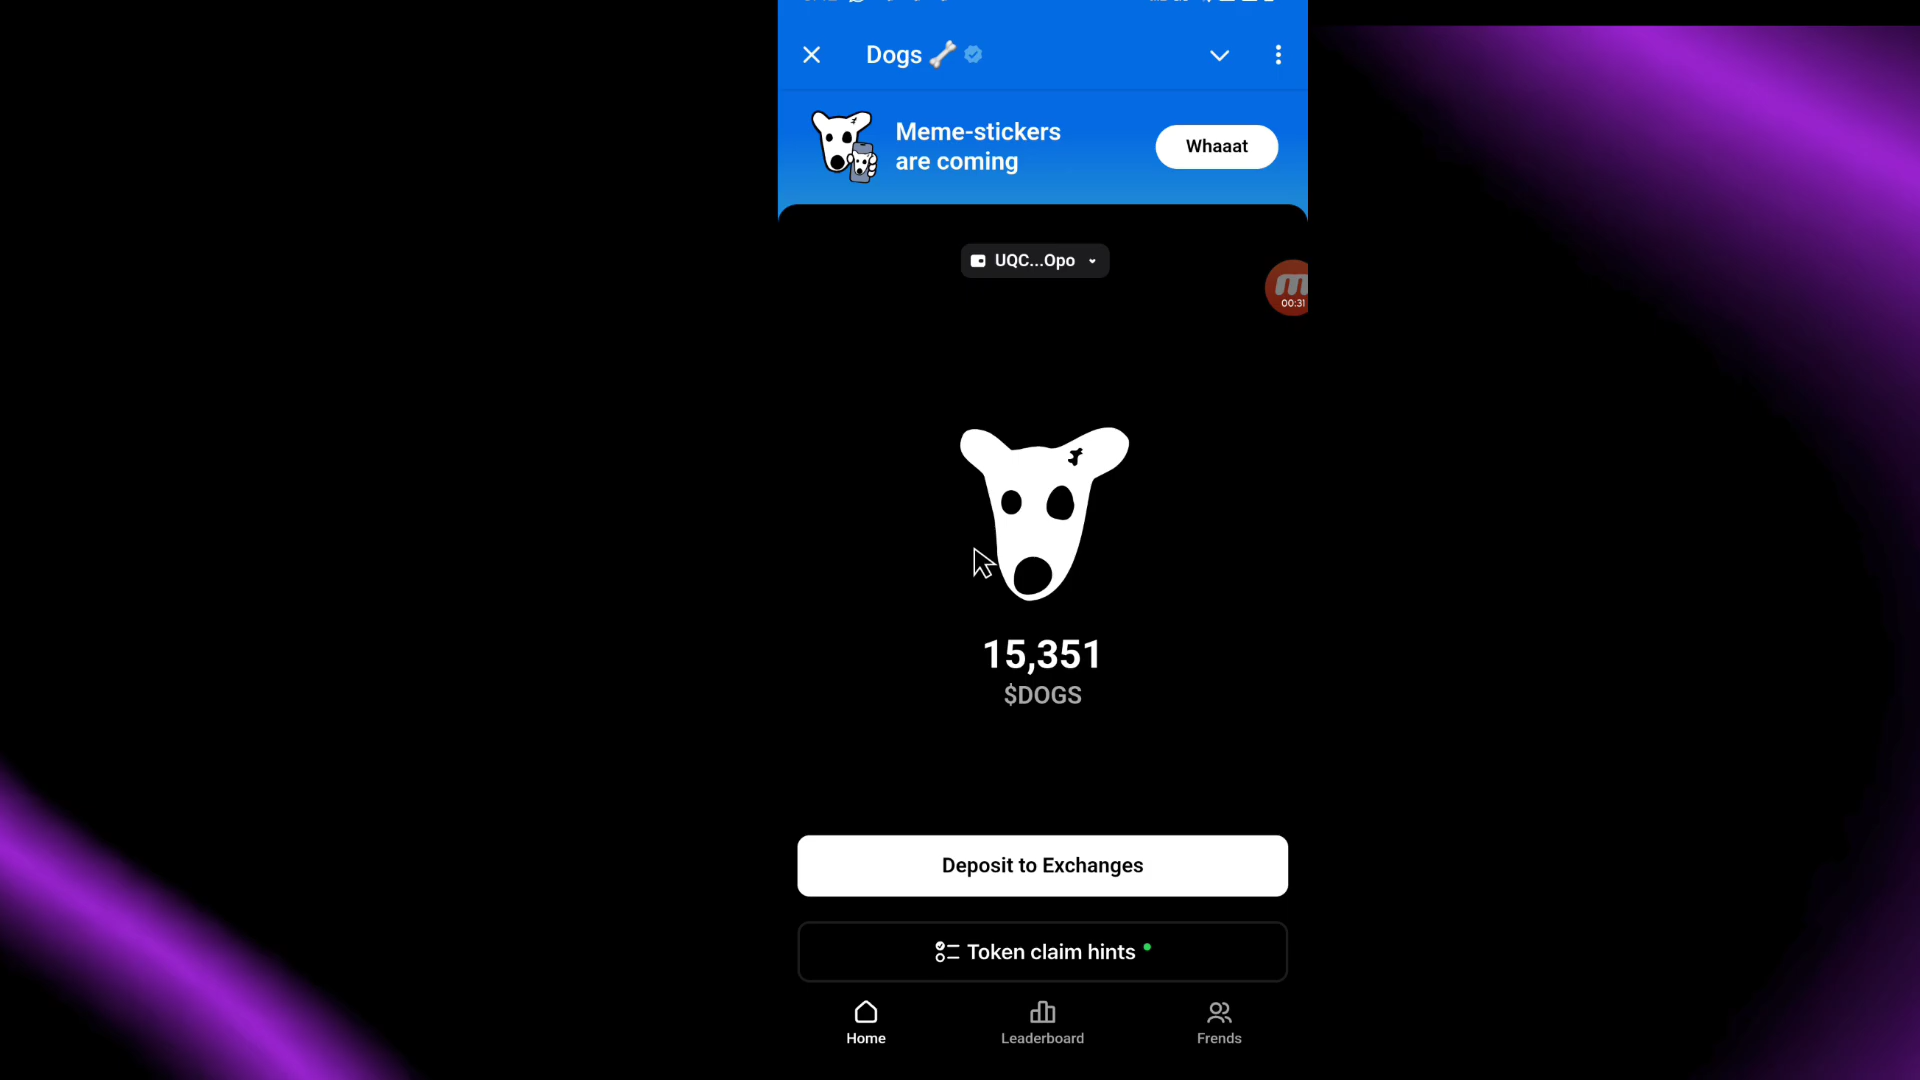 Dogs 🦴
Meme-stickers
are coming
Whaaat
UQC...Opo
00:31
15,351
$DOGS
Deposit to Exchanges
Token claim hints
Home
Leaderboard
Frends